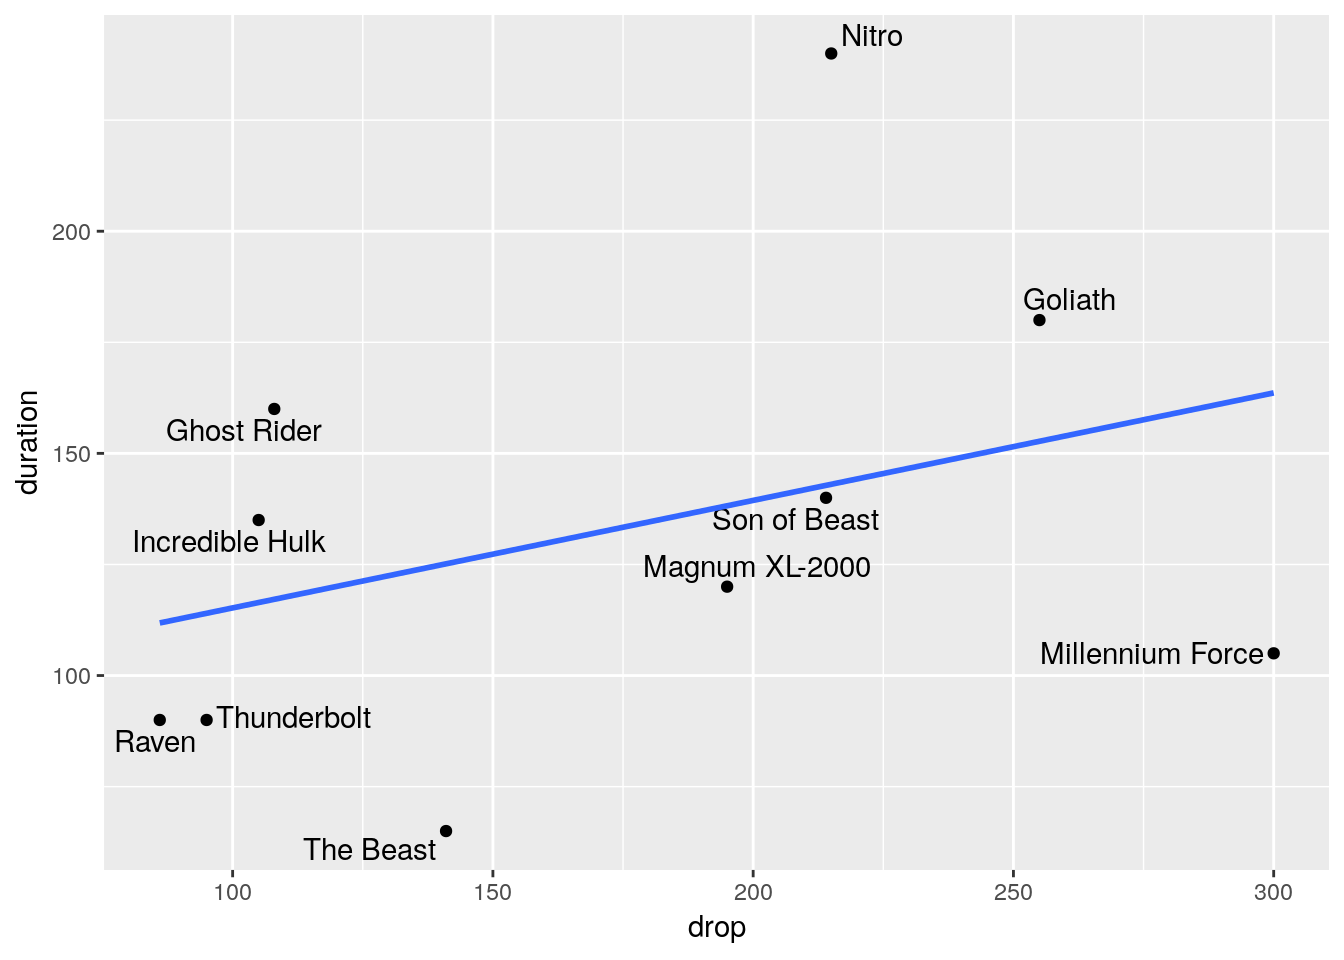 Nitro
200
Goliath
Ghost Rider
150
duration
Son of Beast
Incredible Hulk
Magnum XL-2000
Millennium Force
100
Thunderbolt
Raven
The Beast
100 150 200 250 300
drop